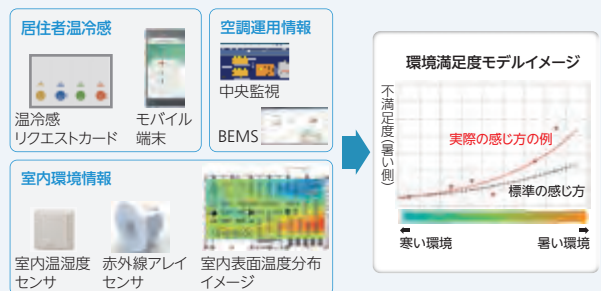 居住者温冷感
温冷感
リクエストカード
モバイル
端末
空調運用情報
中央監視
BEMS
室内環境情報
室内温湿度
センサ
赤外線アレイ
センサ
室内表面温度分布
イメージ
環境満足度モデルイメージ
不満足度（暑い側）
実際の感じ方の例
標準の感じ方
寒い環境
暑い環境